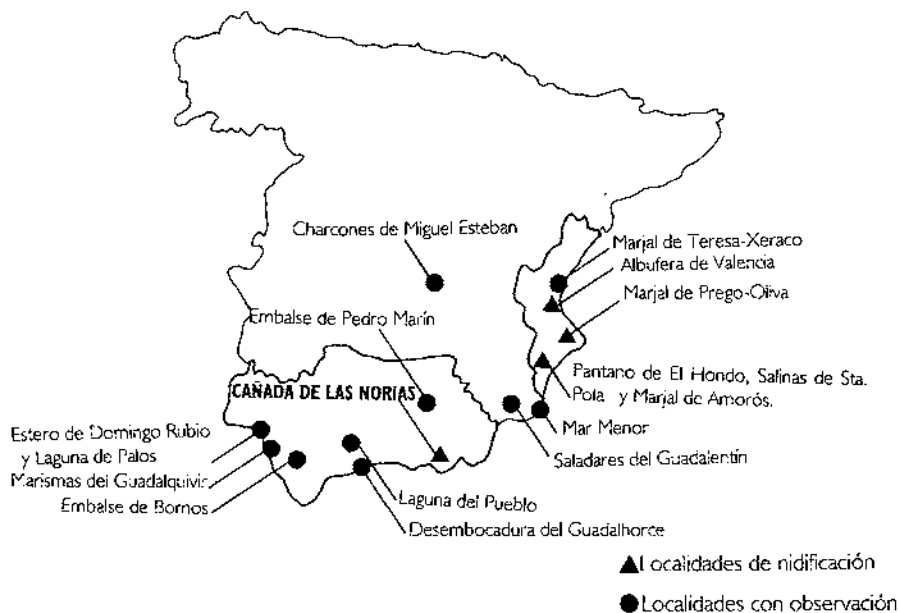 Charcones de Miguel Esteban
Marjal de Teresa-Xeraco
Albufera de Valencia
Marjal de Prego-Oliva
Embalse de Pedro Marín
Pantano de El Hondo, Salinas de Sta.
Pola y Marjal de Amorós.
CAÑADA DE LAS NORIAS
Mar Menor
Estero de Domingo Rubio
y Laguna de Palos
Saladares del Guadalentín
Marismas del Guadalquivir
Embalse de Bornos
Laguna del Pueblo
Desembocadura del Guadalhorce
Localidades de nidificación
Localidades con observación